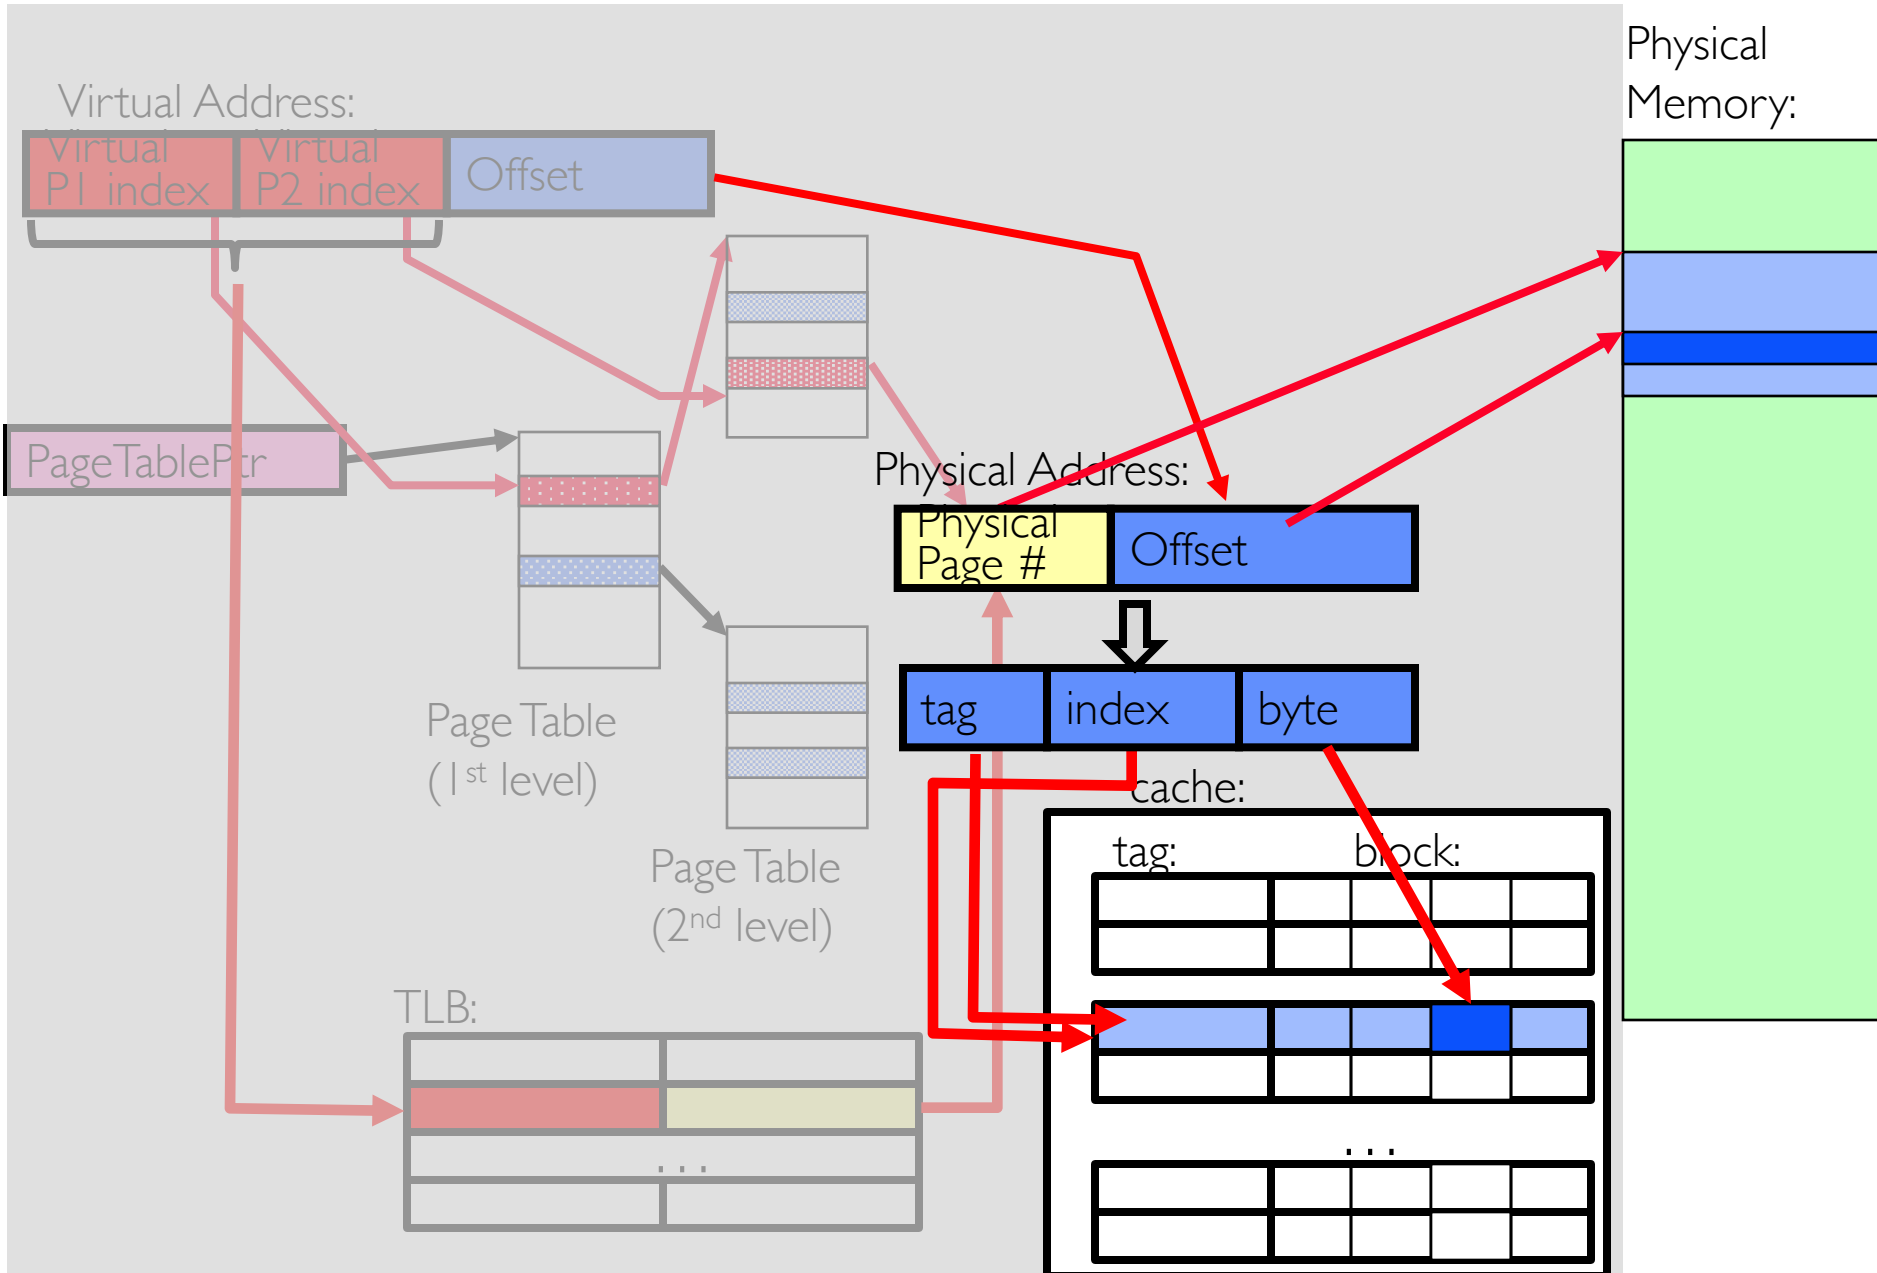 Physical
Memory:
Virtual Address:
Virtual
P1 index
Virtual
P2 index
Offset
PageTablePtr
Physical Address:
Physical
Page #
Offset
tag
index
byte
Page Table
(1st level)
cache:
tag:
block:
Page Table
(2nd level)
TLB:
...
...